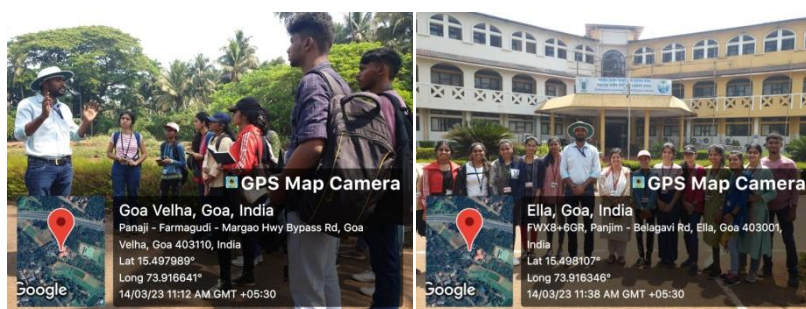 GPS Map Camera
Goa Velha, Goa, India
Panaji - Farmagudi - Margao Hwy Bypass Rd, Goa
Velha, Goa 403110, India
Lat 15.497989°
Long 73.916641°
14/03/23 11:12 AM GMT +05:30
Google
GPS Map Camera
Ella, Goa, India
FWX8+6GR, Panjim - Belagavi Rd, Ella, Goa 403001,
India
Lat 15.498107°
Long 73.916346°
14/03/23 11:38 AM GMT +05:30
Google